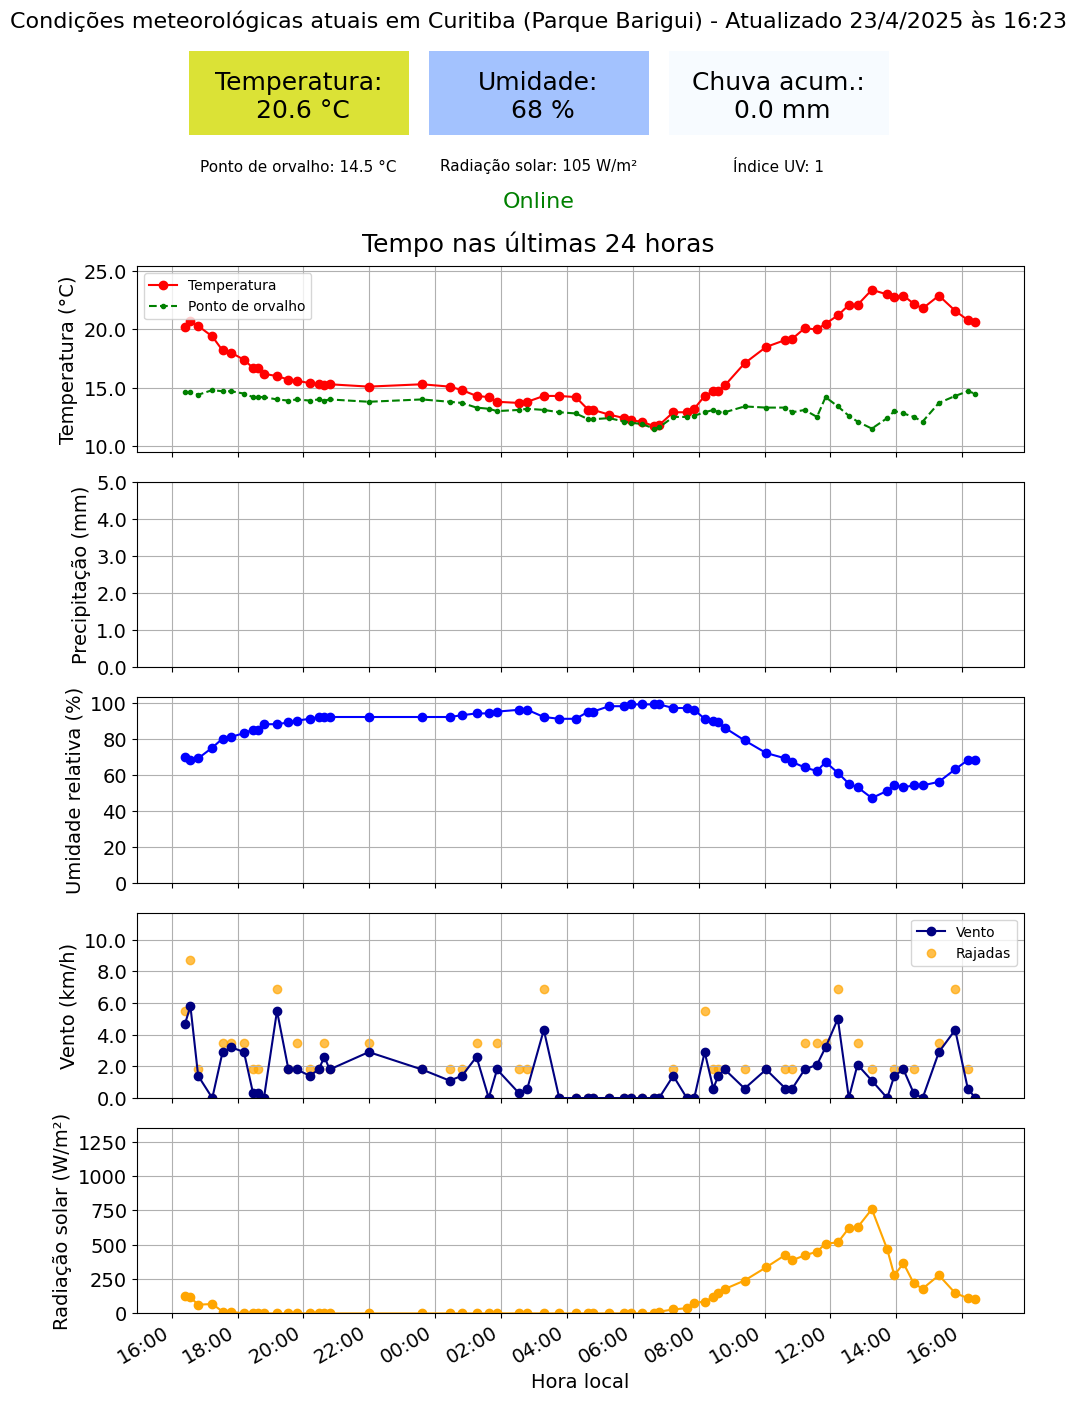 Condições meteorológicas atuais em Curitiba (Parque Barigui) - Atualizado 23/4/2025 às 16:23
Temperatura:
20.6 °C
Umidade:
68 %
Chuva acum.:
0.0 mm
Ponto de orvalho: 14.5 °C
Radiação solar: 105 W/m²
Índice UV: 1
Online
Tempo nas últimas 24 horas
Temperatura (°C)
25.0
20.0
15.0
10.0
Temperatura
Ponto de orvalho
Precipitação (mm)
5.0
4.0
3.0
2.0
1.0
0.0
Umidade relativa (%)
100
80
60
40
20
0
Vento (km/h)
10.0
8.0
6.0
4.0
2.0
0.0
Vento
Rajadas
Radiação solar (W/m²)
1250
1000
750
500
250
0
16:00
18:00
20:00
22:00
00:00
02:00
04:00
06:00
08:00
10:00
12:00
14:00
16:00
Hora local